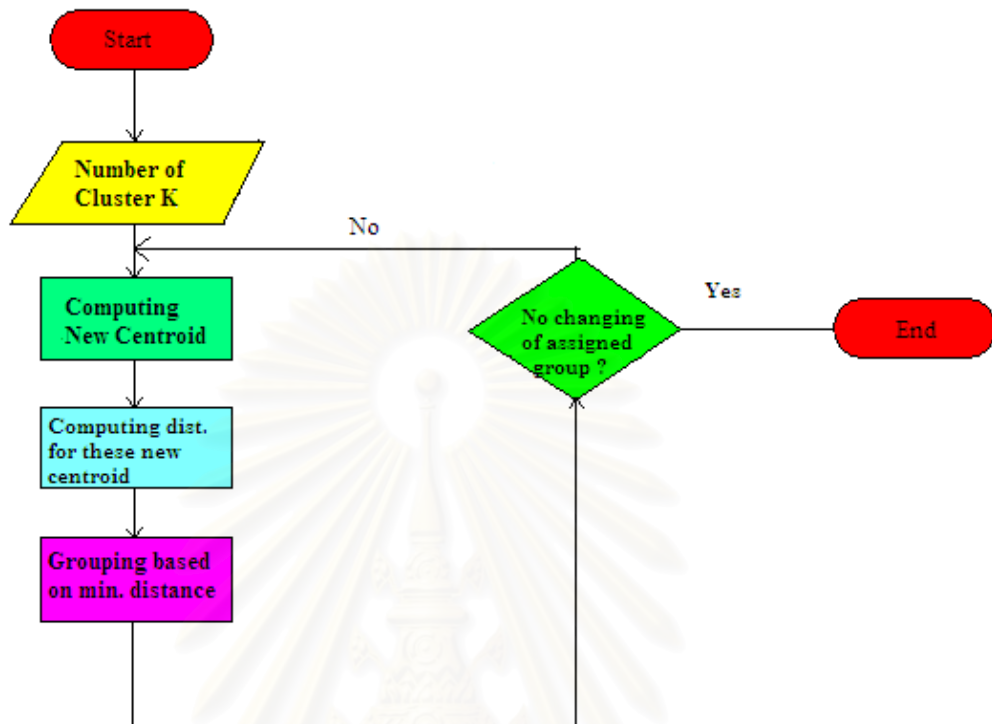 Start
Number of
Cluster K
No
Computing
New Centroid
No changing
of assigned
group ?
Yes
End
Computing dist.
for these new
centroid
Grouping based
on min. distance